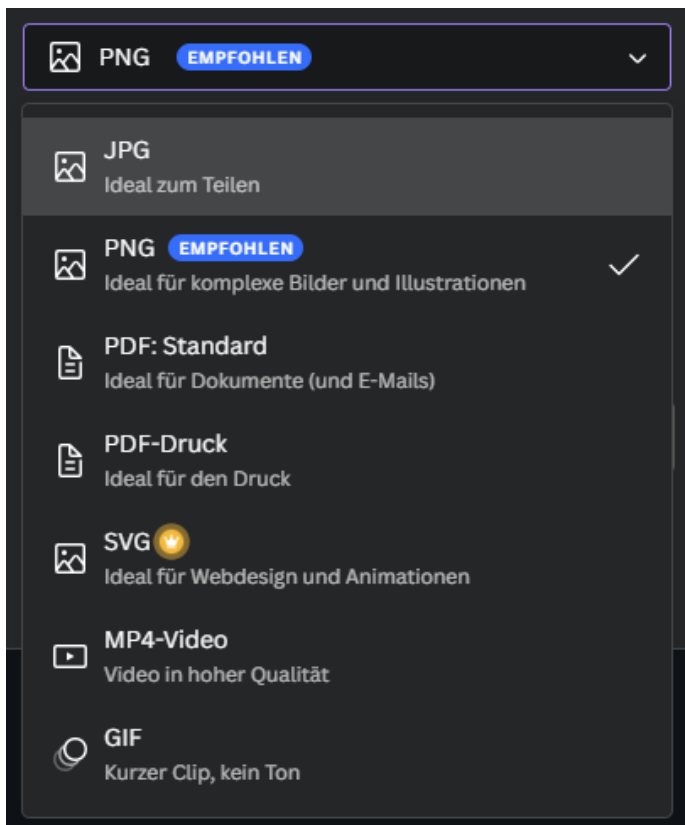 PNG EMPFOHLEN
JPG
Ideal zum Teilen
PNG EMPFOHLEN
Ideal für komplexe Bilder und Illustrationen
PDF: Standard
Ideal für Dokumente (und E-Mails)
PDF-Druck
Ideal für den Druck
SVG
Ideal für Webdesign und Animationen
MP4-Video
Video in hoher Qualität
GIF
Kurzer Clip, kein Ton